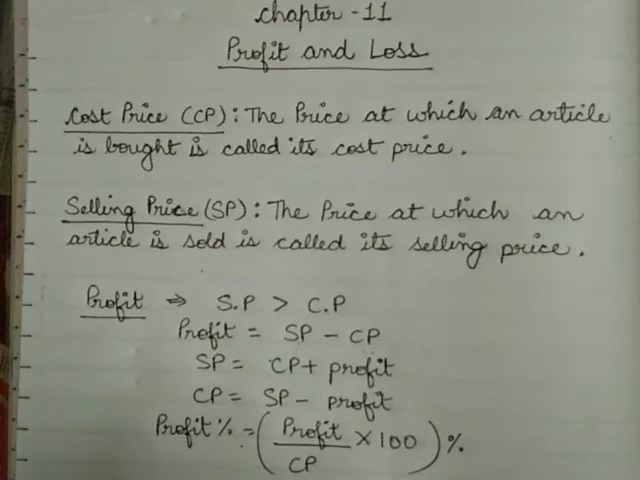 Chapter - 11
Profit and Loss
Cost Price (CP) : The Price at which an article
is bought is called its cost price.
Selling Price (SP) : The Price at which an
article is sold is called its selling price.
Profit ⇒ S.P > C.P
Profit = SP - CP
SP = CP + profit
CP = SP - profit
Profit % = (Profit/CP × 100) %